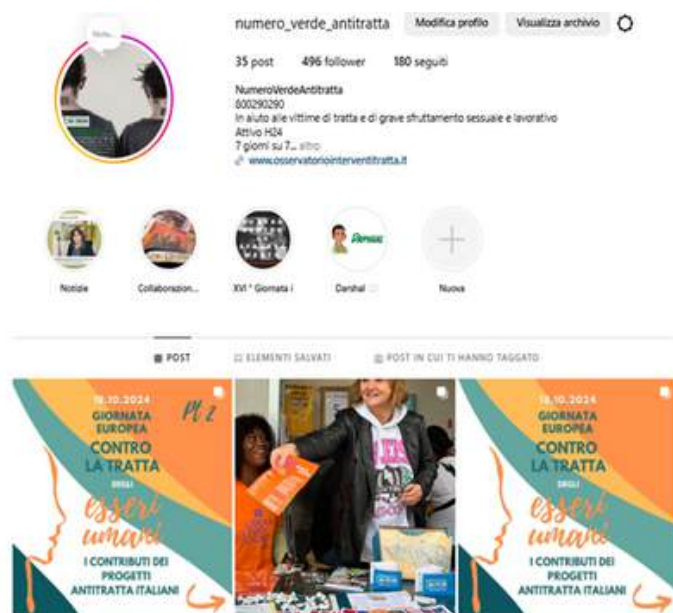 numero_verde_antitratta Modifica profilo Visualizza archivio
35 post 496 follower 180 seguiti
NumeroVerdeAntitratta
800290290
In aiuto alle vittime di tratta e di grave sfruttamento sessuale e lavorativo
Attivo H24
7 giorni su 7... altro
www.osservatoriointerventitratta.it
Notizie Collaborazion... XVI ° Giornata i Darshal Nuova
POST ELEMENTI SALVATI POST IN CUI TI HANNO TAGGATO
18.10.2024
GIORNATA
EUROPEA
CONTRO
LA TRATTA
DEGLI
esseri
umani
I CONTRIBUTI DEI
PROGETTI
ANTITRATTA ITALIANI
Pt 2
18.10.2024
GIORNATA
EUROPEA
CONTRO
LA TRATTA
DEGLI
esseri
umani
I CONTRIBUTI DEI
PROGETTI
ANTITRATTA ITALIANI